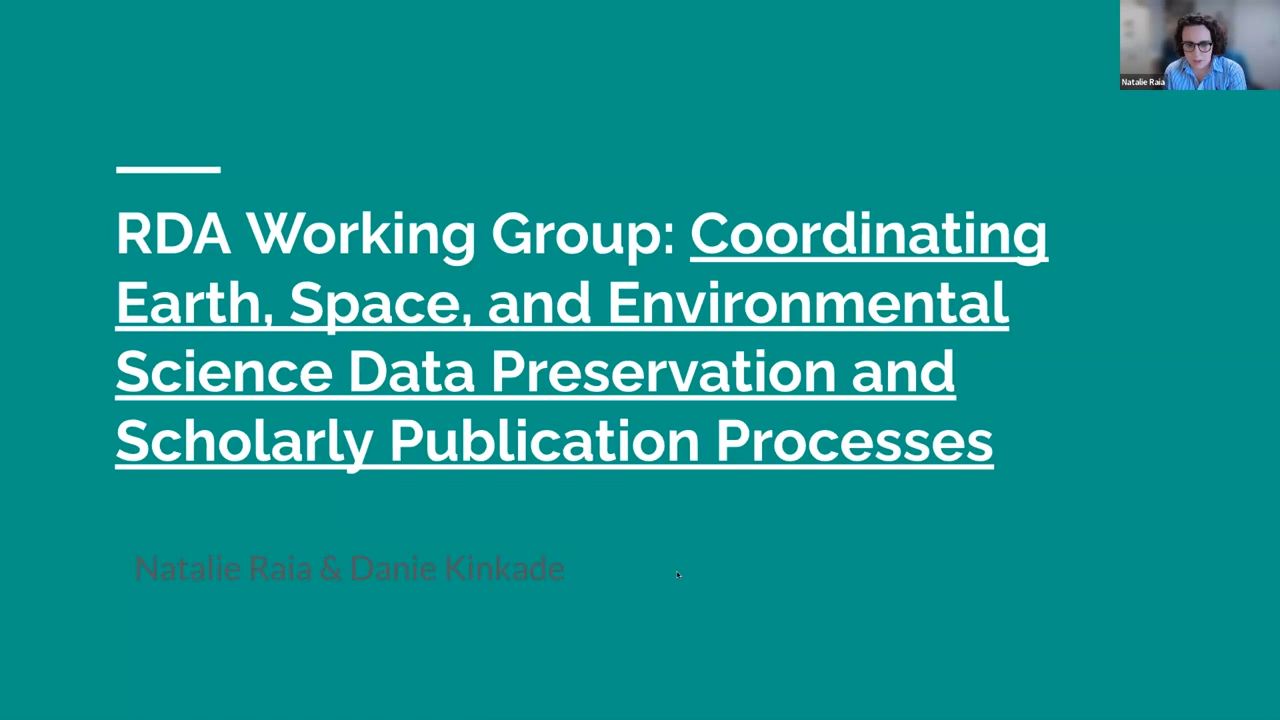 Natalie Raia
RDA Working Group: Coordinating
Earth, Space, and Environmental
Science Data Preservation and
Scholarly Publication Processes
Natalie Raia & Danie Kinkade